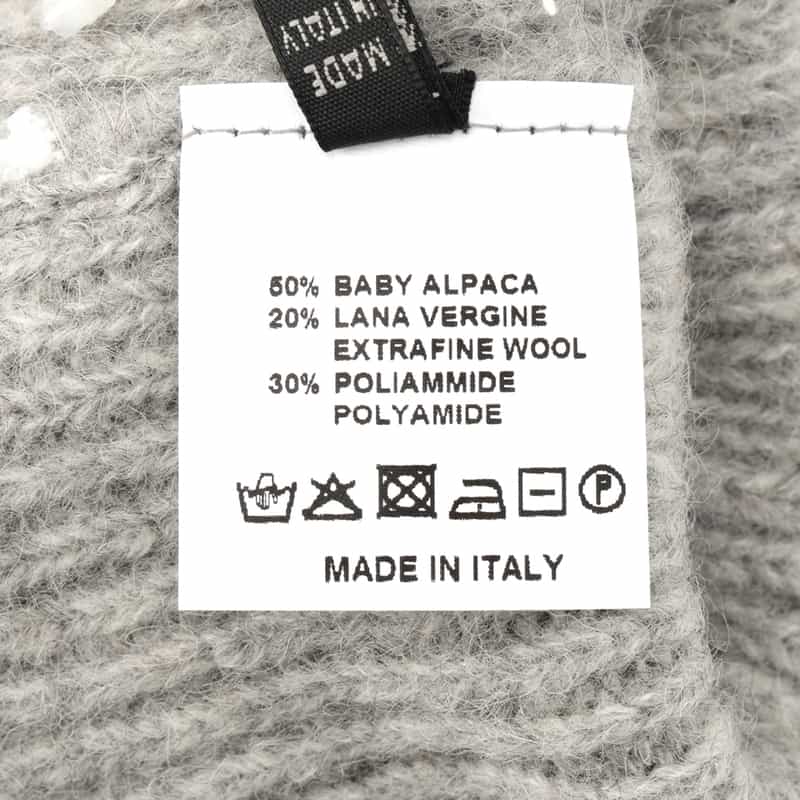 MADE
IN ITALY
50% BABY ALPACA
20% LANA VERGINE
EXTRAFINE WOOL
30% POLIAMMIDE
POLYAMIDE
P
MADE IN ITALY